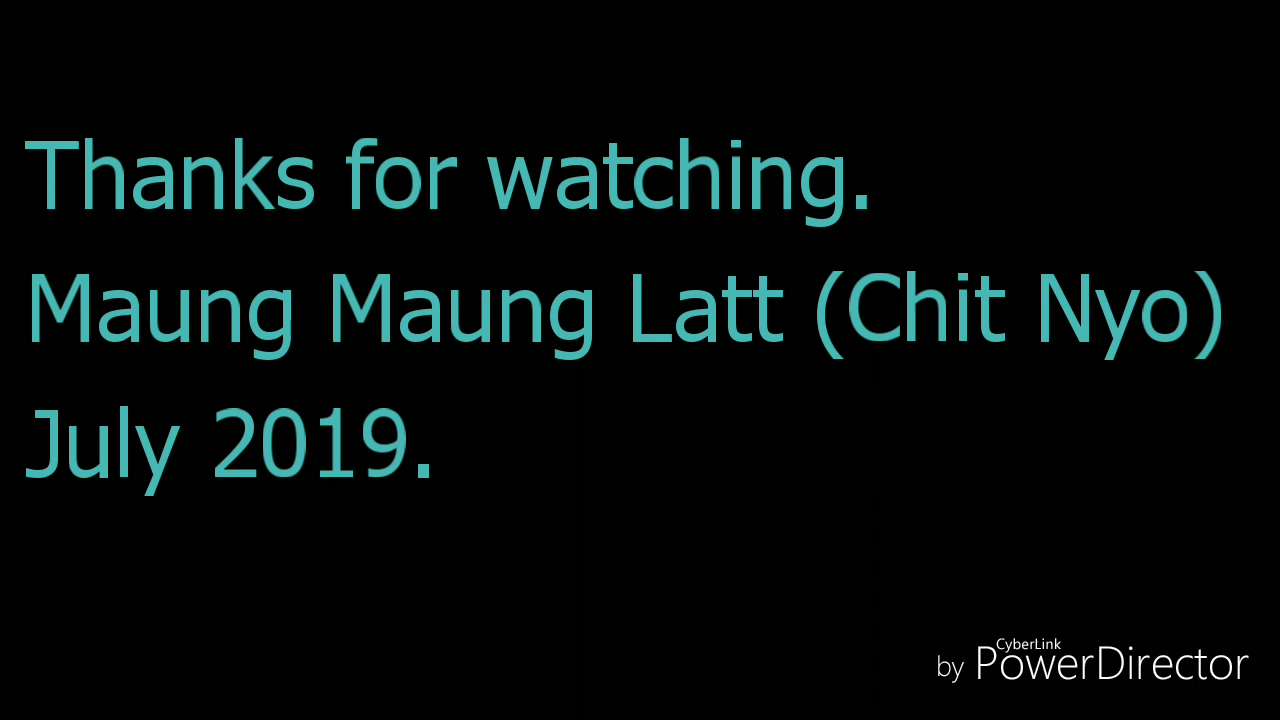 Thanks for watching.
Maung Maung Latt (Chit Nyo)
July 2019.
by CyberLink PowerDirector